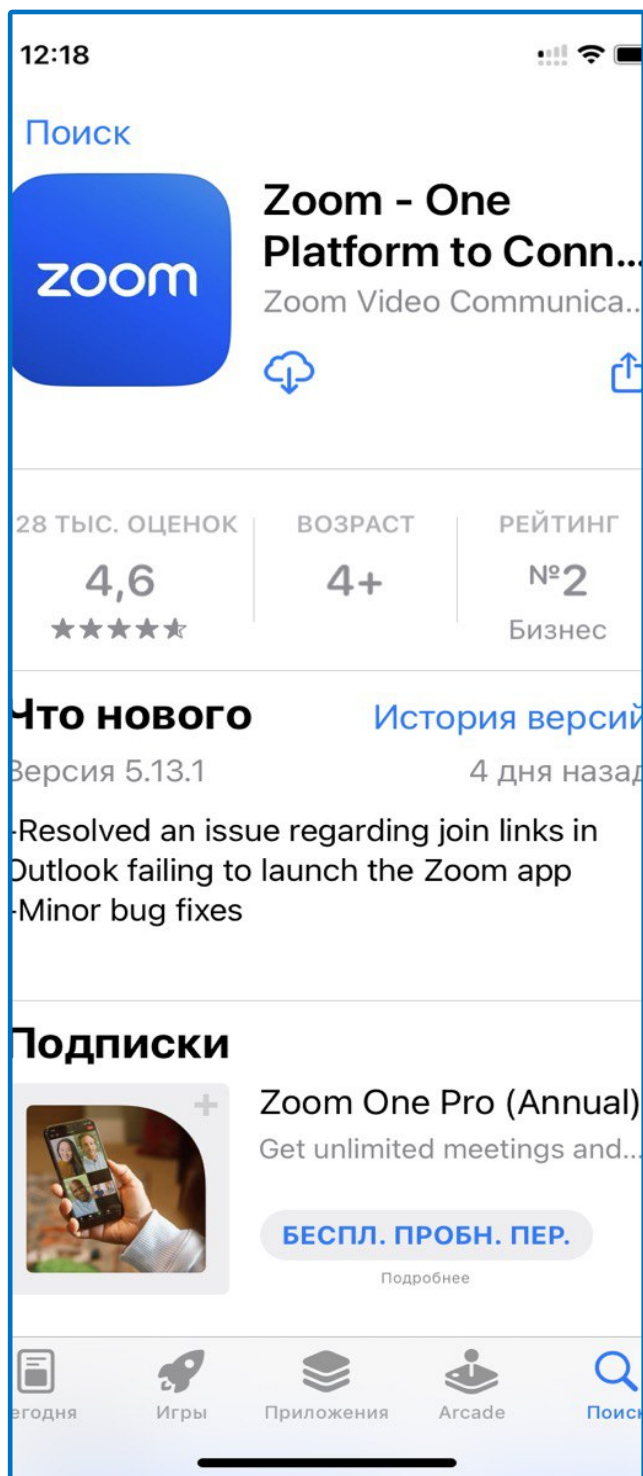 12:18
Поиск
zoom
Zoom - One
Platform to Conn...
Zoom Video Communica...
28 ТЫС. ОЦЕНОК
4,6
ВОЗРАСТ
4+
РЕЙТИНГ
№2
Бизнес
Что нового
История версий
Версия 5.13.1
4 дня назад
-Resolved an issue regarding join links in
Outlook failing to launch the Zoom app
-Minor bug fixes
Подписки
Zoom One Pro (Annual)
Get unlimited meetings and...
БЕСПЛ. ПРОБН. ПЕР.
Подробнее
егодня
Игры
Приложения
Arcade
Поиск